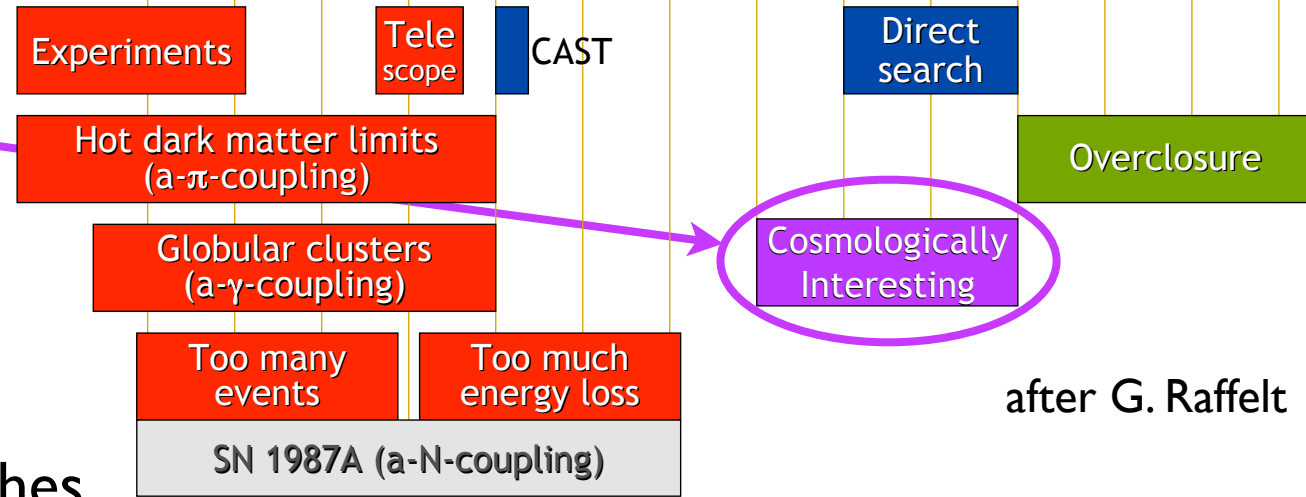 Experiments
Tele
scope
CAST
Direct
search
Hot dark matter limits
(a-π-coupling)
Overclosure
Globular clusters
(a-γ-coupling)
Cosmologically
Interesting
Too many
events
Too much
energy loss
after G. Raffelt
SN 1987A (a-N-coupling)